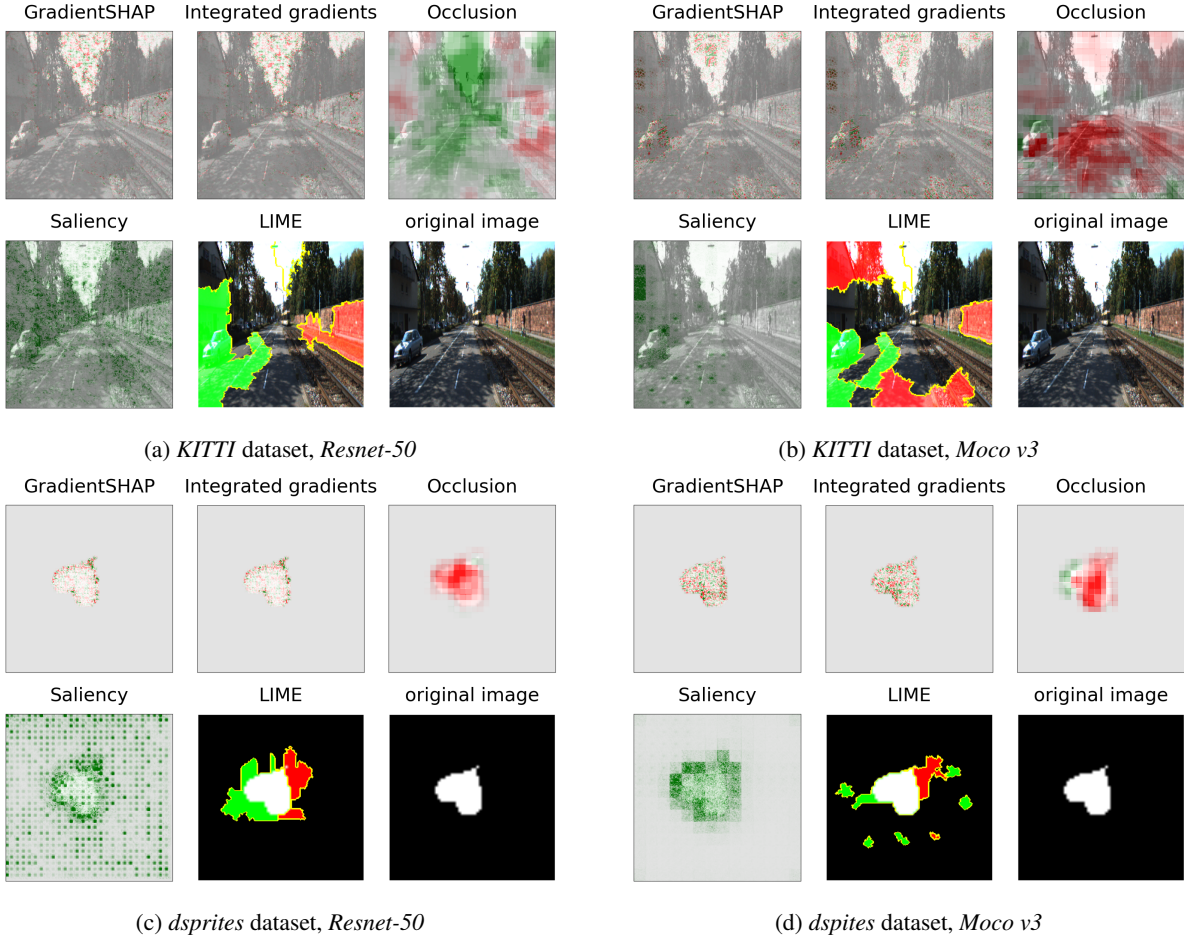 GradientSHAP Integrated gradients Occlusion
Saliency LIME original image
(a) KITTI dataset, Resnet-50
GradientSHAP Integrated gradients Occlusion
Saliency LIME original image
(b) KITTI dataset, Moco v3
GradientSHAP Integrated gradients Occlusion
Saliency LIME original image
(c) dsprites dataset, Resnet-50
GradientSHAP Integrated gradients Occlusion
Saliency LIME original image
(d) dspites dataset, Moco v3